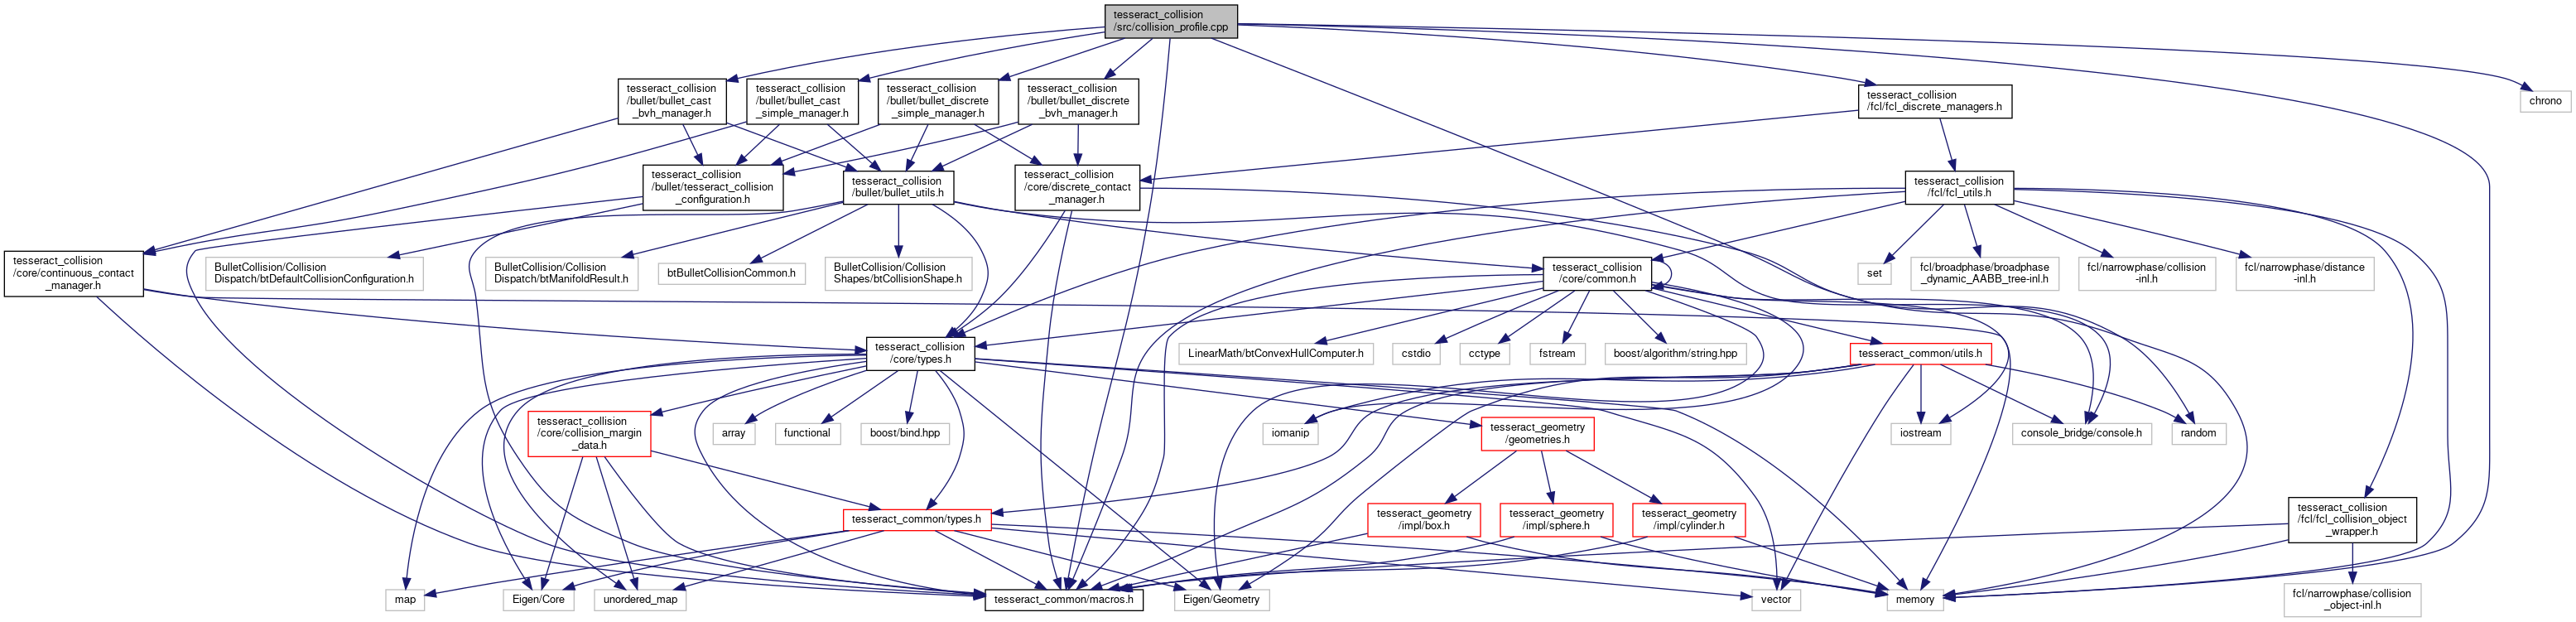 tesseract_collision
/src/collision_profile.cpp
tesseract_collision
/bullet/bullet_cast
_bvh_manager.h
tesseract_collision
/bullet/bullet_cast
_simple_manager.h
tesseract_collision
/bullet/bullet_discrete
_simple_manager.h
tesseract_collision
/bullet/bullet_discrete
_bvh_manager.h
tesseract_collision
/fcl/fcl_discrete_managers.h
chrono
tesseract_collision
/bullet/tesseract_collision
_configuration.h
tesseract_collision
/bullet/bullet_utils.h
tesseract_collision
/core/discrete_contact
_manager.h
tesseract_collision
/fcl/fcl_utils.h
tesseract_collision
/core/continuous_contact
_manager.h
BulletCollision/Collision
Dispatch/btDefaultCollisionConfiguration.h
BulletCollision/Collision
Dispatch/btManifoldResult.h
btBulletCollisionCommon.h
BulletCollision/Collision
Shapes/btCollisionShape.h
tesseract_collision
/core/common.h
set
fcl/broadphase/broadphase
_dynamic_AABB_tree-inl.h
fcl/narrowphase/collision
-inl.h
fcl/narrowphase/distance
-inl.h
tesseract_collision
/core/types.h
LinearMath/btConvexHullComputer.h
cstdio
cctype
fstream
boost/algorithm/string.hpp
tesseract_common/utils.h
tesseract_collision
/core/collision_margin
_data.h
array
functional
boost/bind.hpp
iomanip
tesseract_geometry
/geometries.h
iostream
console_bridge/console.h
random
tesseract_common/types.h
tesseract_geometry
/impl/box.h
tesseract_geometry
/impl/sphere.h
tesseract_geometry
/impl/cylinder.h
tesseract_collision
/fcl/fcl_collision_object
_wrapper.h
map
Eigen/Core
unordered_map
tesseract_common/macros.h
Eigen/Geometry
vector
memory
fcl/narrowphase/collision
_object-inl.h